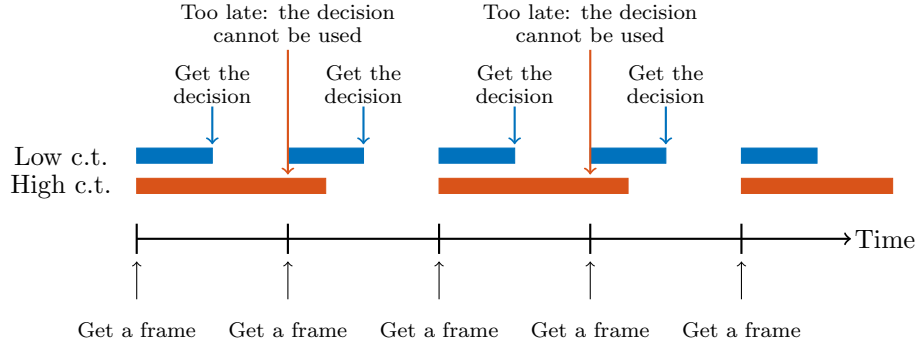 Too late: the decision
cannot be used
Too late: the decision
cannot be used
Get the
decision
Get the
decision
Get the
decision
Get the
decision
Low c.t.
High c.t.
Time
Get a frame
Get a frame
Get a frame
Get a frame
Get a frame